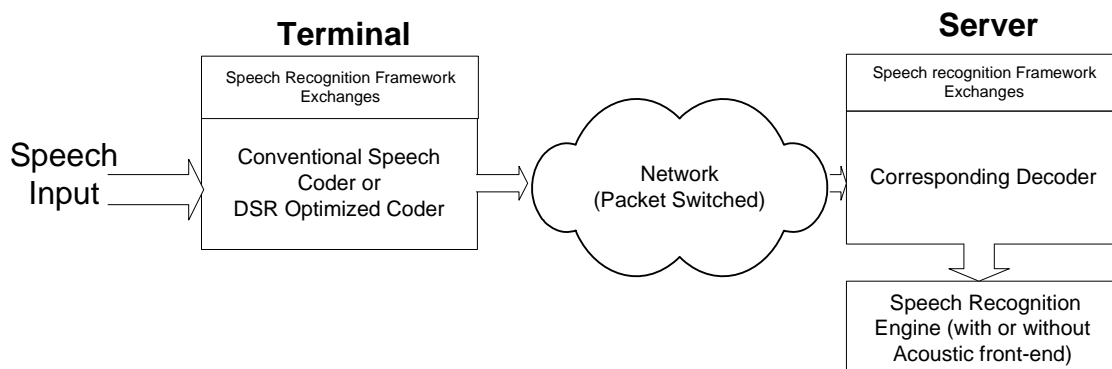 Terminal
Server
Speech Recognition Framework
Exchanges
Speech recognition Framework
Exchanges
Speech
Input
Conventional Speech
Coder or
DSR Optimized Coder
Network
(Packet Switched)
Corresponding Decoder
Speech Recognition
Engine (with or without
Acoustic front-end)